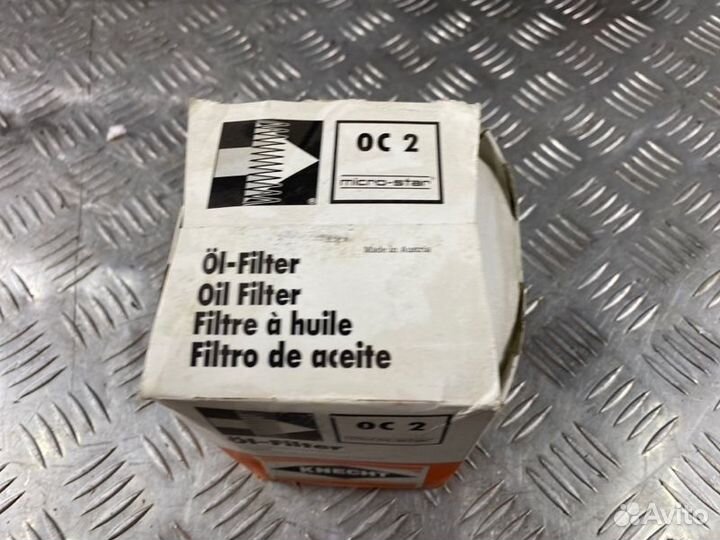 OC 2
micro-star
Made in Austria
Öl-Filter
Oil Filter
Filtre à huile
Filtro de aceite
OC 2
Öl-Filter
KNECHT
Avito